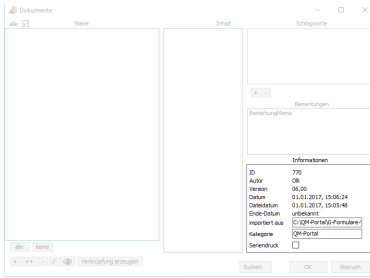 Dokumente
alle Name Inhalt Schlagworte
+ -
Bemerkungen
BemerkungMemo
Informationen
ID 770
Autor Olli
Version 06,00
Datum 01.01.2017, 15:06:24
Dateidatum 01.01.2017, 15:05:48
Ende-Datum unbekannt
importiert aus C:\QM-Portal\G-Formulare-
Kategorie QM-Portal
Seriendruck
alle keine
+ ++ - Verknüpfung erzeugen
Suchen OK Abbruch